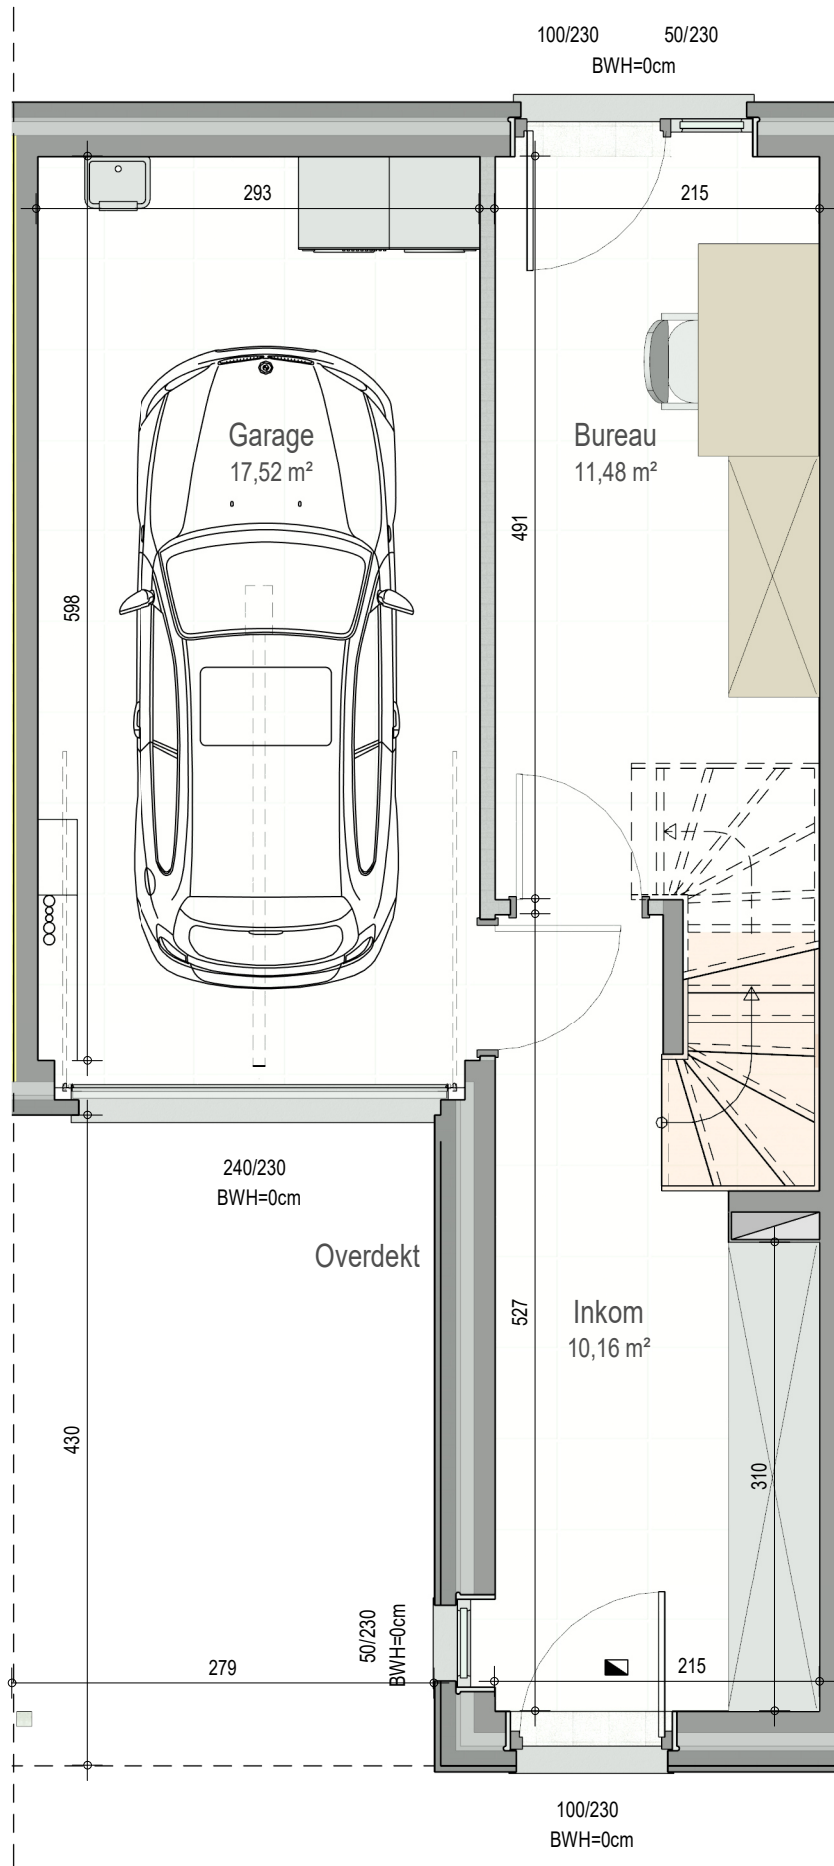 100/230
50/230
BWH=0cm
293
215
Garage
17,52 m²
Bureau
11,48 m²
491
598
240/230
BWH=0cm
Overdekt
Inkom
10,16 m²
527
430
310
50/230
BWH=0cm
279
215
100/230
BWH=0cm